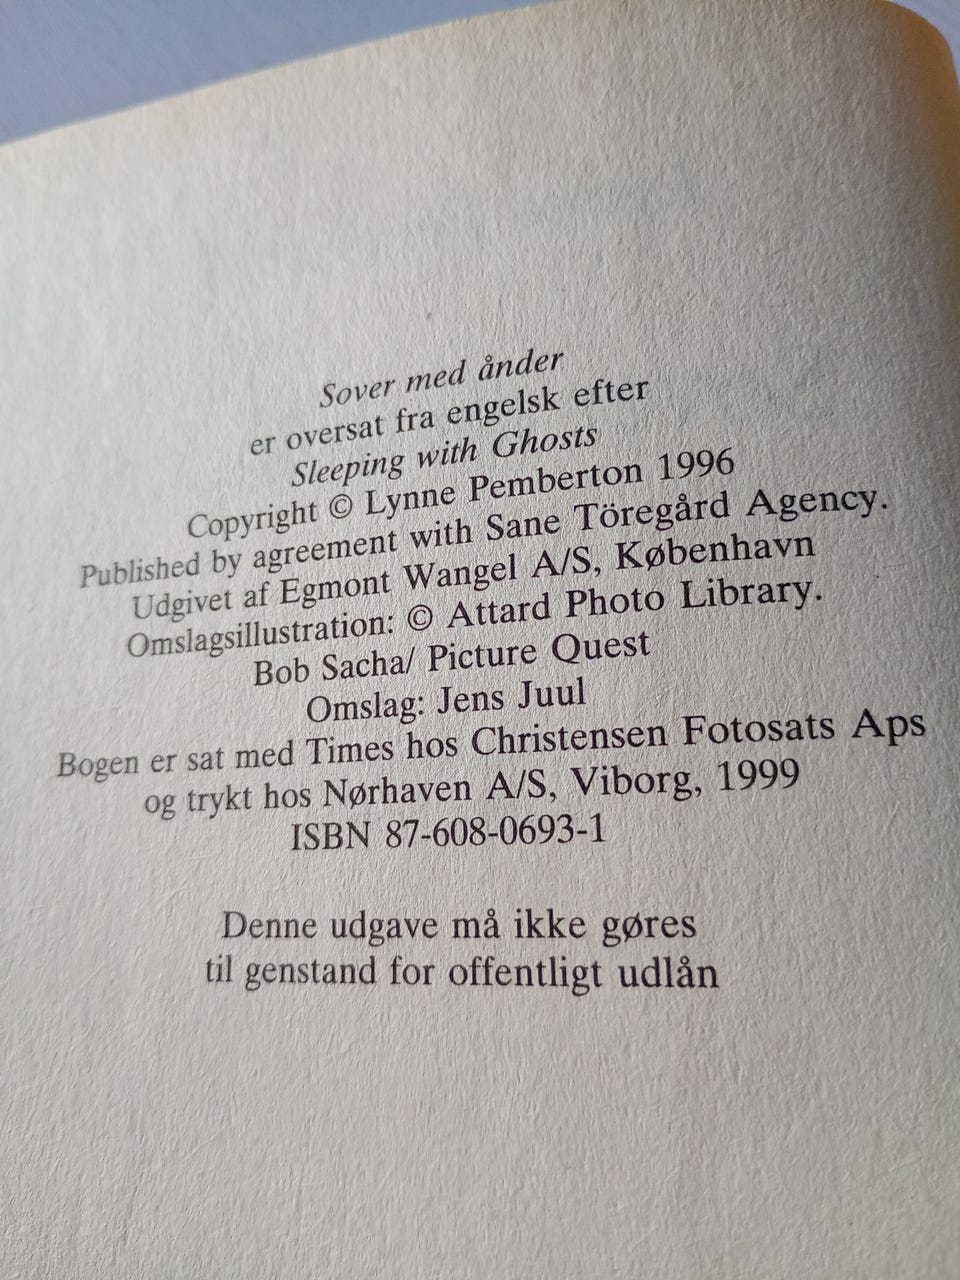 Sover med ånder
er oversat fra engelsk efter
Sleeping with Ghosts
Copyright © Lynne Pemberton 1996
Published by agreement with Sane Töregård Agency.
Udgivet af Egmont Wangel A/S, København
Omslagsillustration: © Attard Photo Library.
Bob Sacha/ Picture Quest
Omslag: Jens Juul
Bogen er sat med Times hos Christensen Fotosats Aps
og trykt hos Nørhaven A/S, Viborg, 1999
ISBN 87-608-0693-1
Denne udgave må ikke gøres
til genstand for offentligt udlån